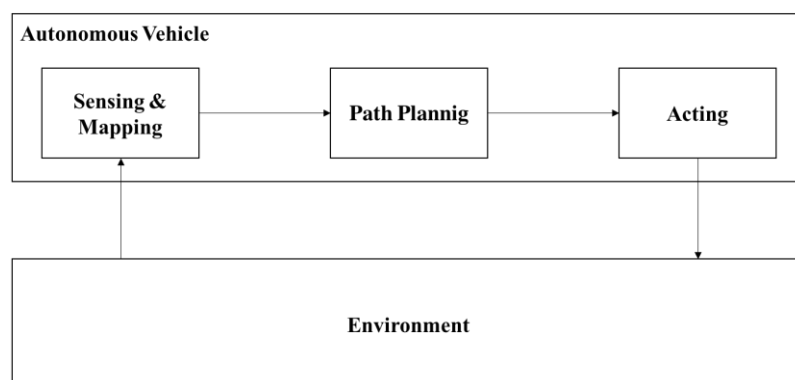 Autonomous Vehicle
Sensing &
Mapping
Path Plannig
Acting
Environment